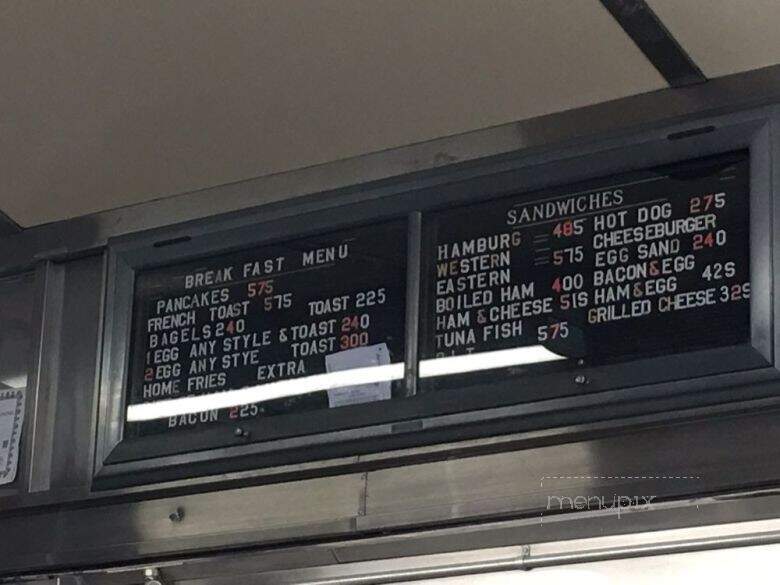 BREAK FAST MENU
PANCAKES 575
FRENCH TOAST 575
BAGELS 240 TOAST 225
1 EGG ANY STYLE & TOAST 240
2 EGG ANY STYE TOAST 300
HOME FRIES EXTRA
BACON 225
SANDWICHES
HAMBURG = 485
WESTERN = 575
EASTERN
BOILED HAM 400
HAM & CHEESE 51S
TUNA FISH 575
B.L.T
HOT DOG 275
CHEESEBURGER
EGG SAND 240
BACON&EGG
HAM&EGG 42S
GRILLED CHEESE 32S
menupix